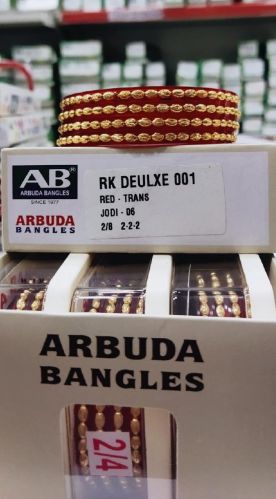 AB®
ARBUDA BANGLES
SINCE 1977
ARBUDA
BANGLES
RK DEULXE 001
RED - TRANS
JODI - 06
2/8 2-2-2
ARBUDA
BANGLES
2/4